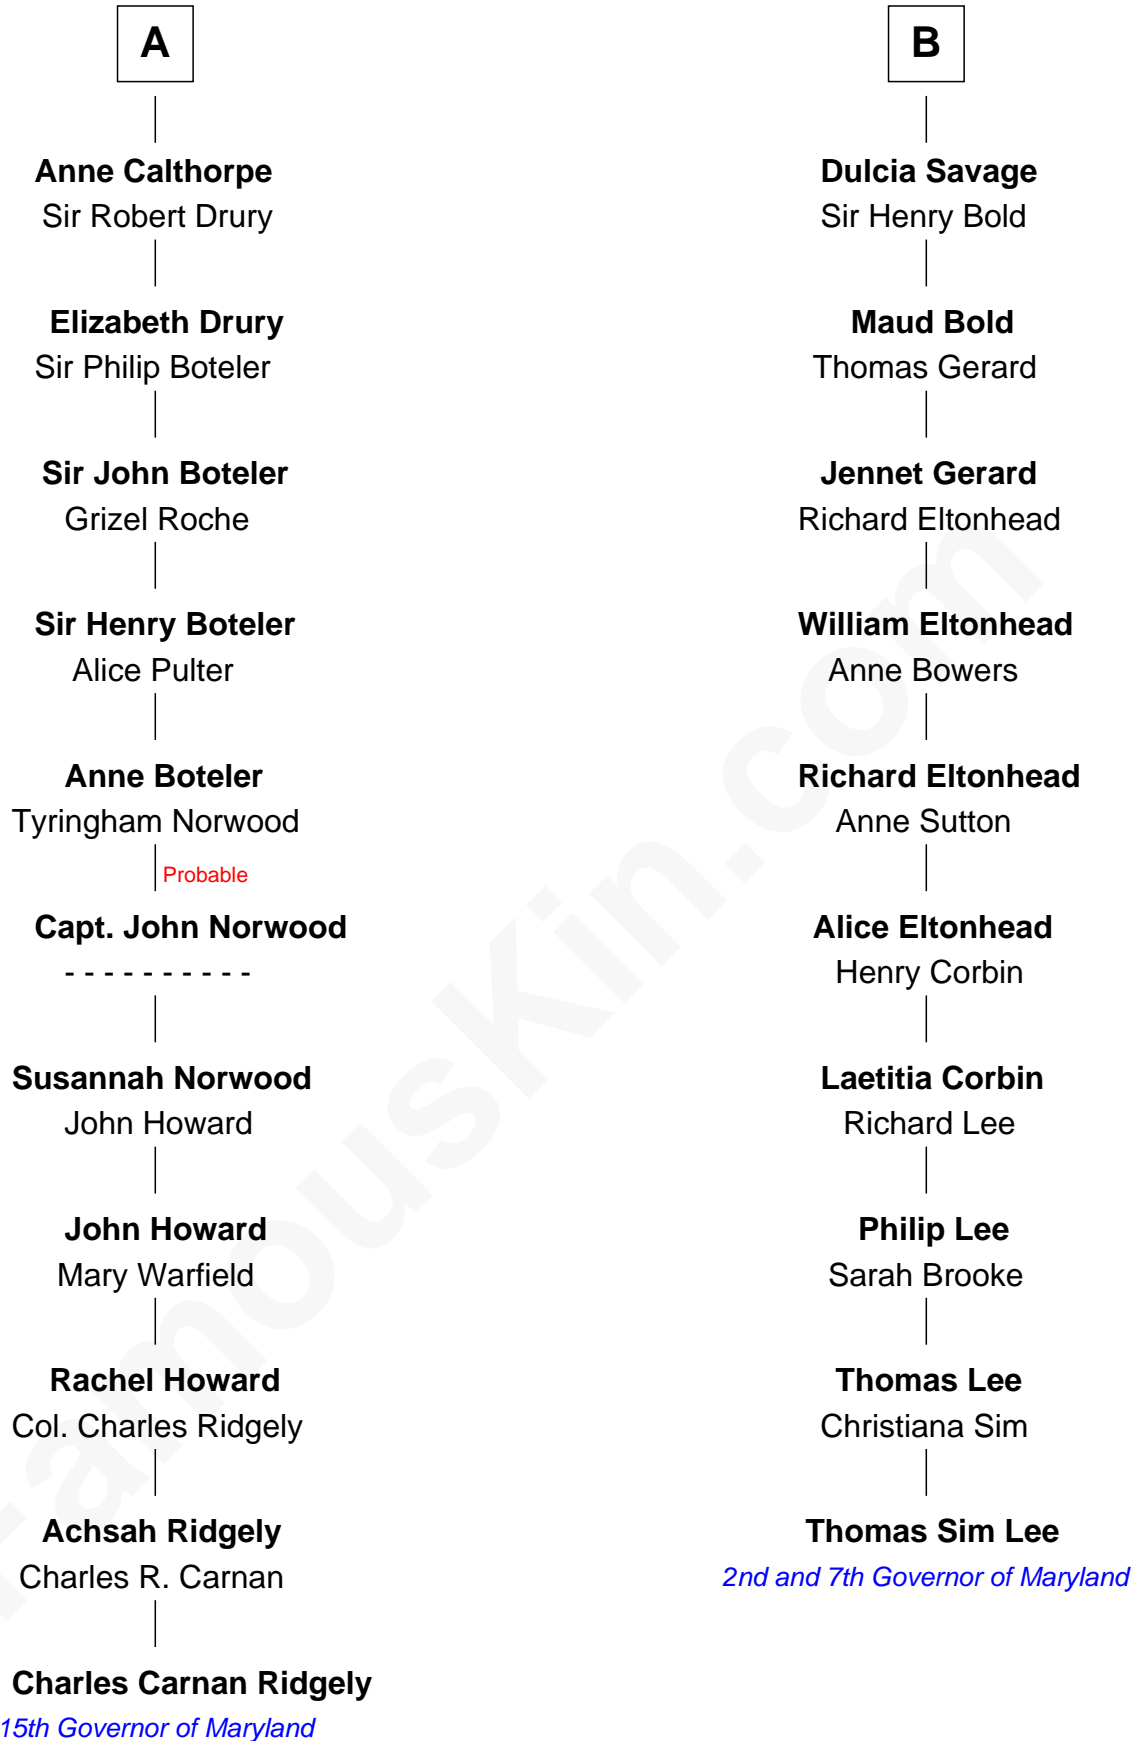 A
Anne Calthorpe
Sir Robert Drury
Elizabeth Drury
Sir Philip Boteler
Sir John Boteler
Grizel Roche
Sir Henry Boteler
Alice Pulter
Anne Boteler
Tyringham Norwood
Probable
Capt. John Norwood
- - - - - - - - - -
Susannah Norwood
John Howard
John Howard
Mary Warfield
Rachel Howard
Col. Charles Ridgely
Achsah Ridgely
Charles R. Carnan
Charles Carnan Ridgely
15th Governor of Maryland
B
Dulcia Savage
Sir Henry Bold
Maud Bold
Thomas Gerard
Jennet Gerard
Richard Eltonhead
William Eltonhead
Anne Bowers
Richard Eltonhead
Anne Sutton
Alice Eltonhead
Henry Corbin
Laetitia Corbin
Richard Lee
Philip Lee
Sarah Brooke
Thomas Lee
Christiana Sim
Thomas Sim Lee
2nd and 7th Governor of Maryland
FamousKin.com